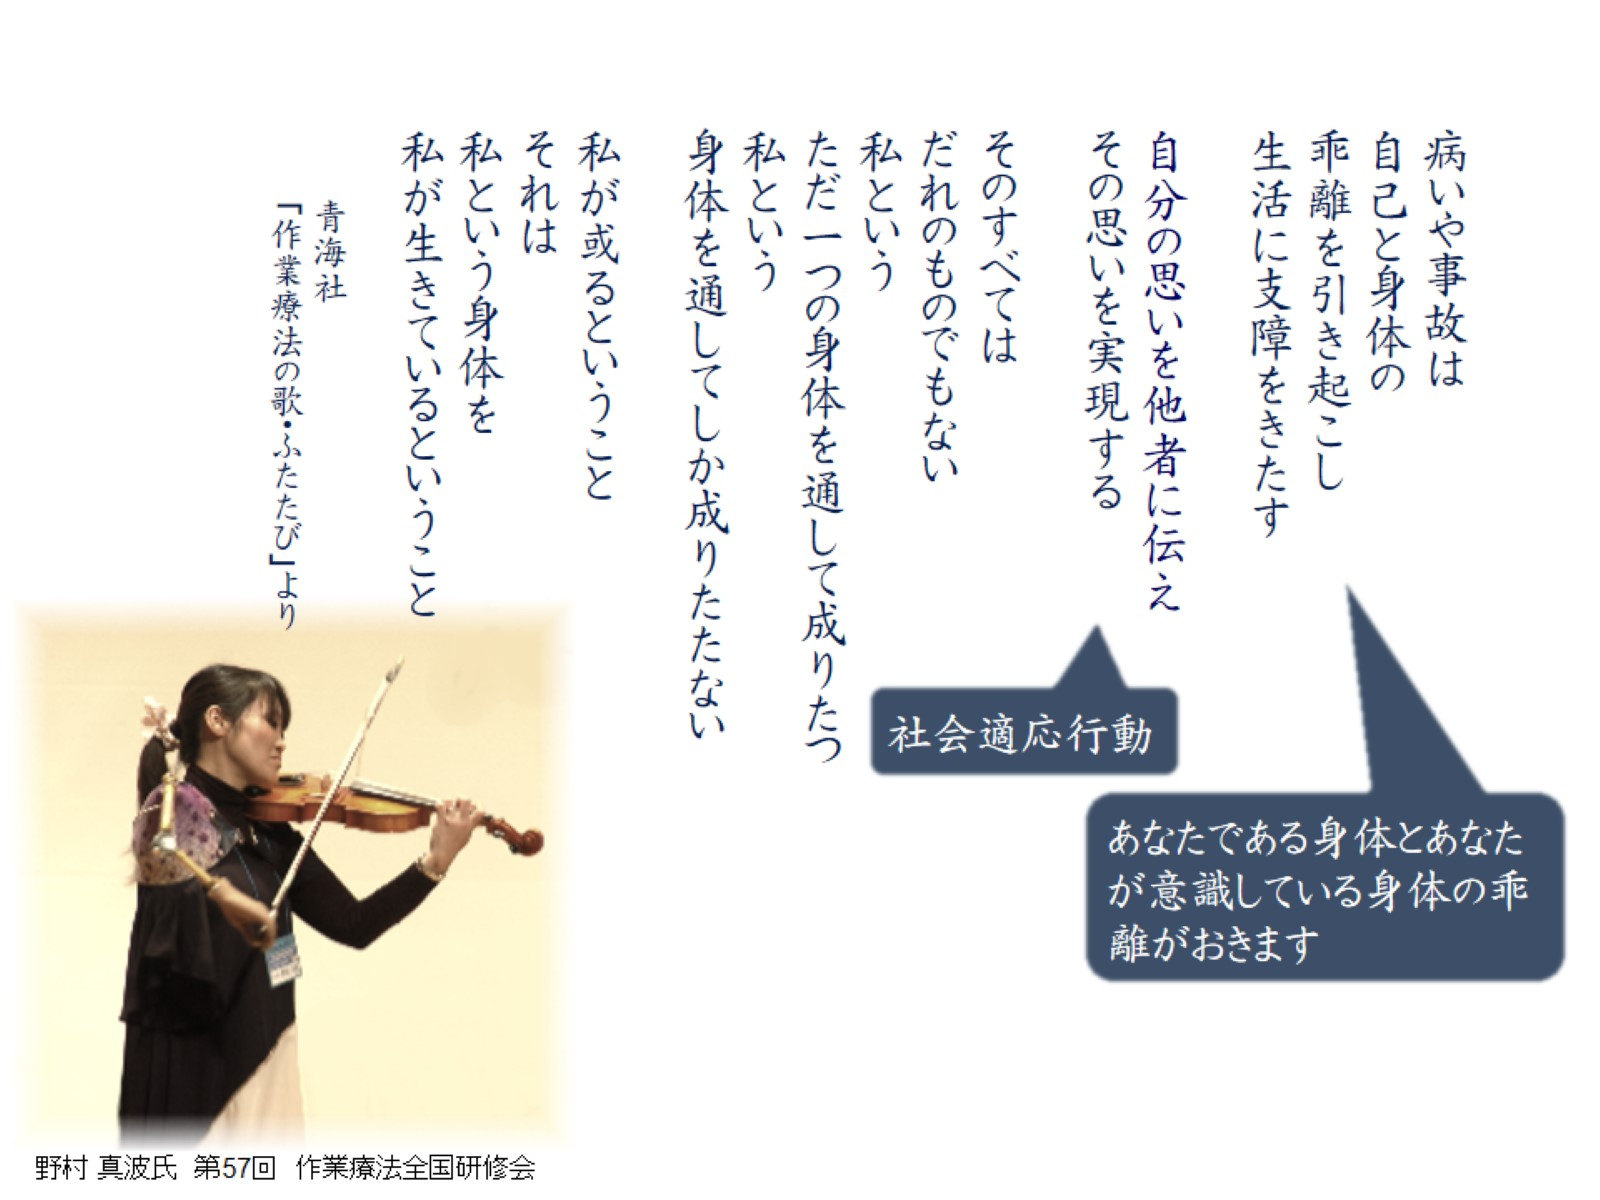 病いや事故は
自己と身体の
乖離を引き起こし
生活に支障をきたす
自分の思いを他者に伝え
その思いを実現する
そのすべては
だれのものでもない
私という
ただ一つの身体を通して成りたつ
私という
身体を通してしか成りたたない
私が或るということ
それは
私という身体を
私が生きているということ
青海社
「作業療法の歌・ふたたび」より
社会適応行動
あなたである身体とあなた
が意識している身体の乖
離がおきます
野村 真波氏 第57回 作業療法全国研修会